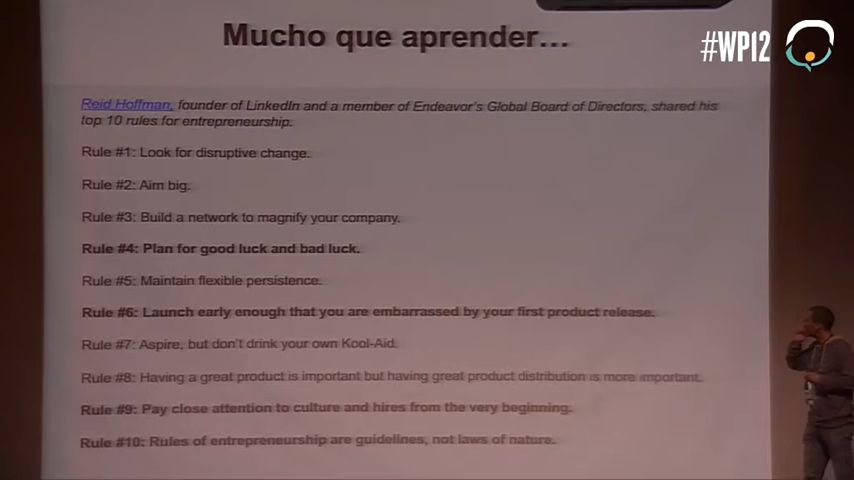 Mucho que aprender...
#WP12
Reid Hoffman, founder of LinkedIn and a member of Endeavor's Global Board of Directors, shared his
top 10 rules for entrepreneurship.
Rule #1: Look for disruptive change.
Rule #2: Aim big.
Rule #3: Build a network to magnify your company.
Rule #4: Plan for good luck and bad luck.
Rule #5: Maintain flexible persistence.
Rule #6: Launch early enough that you are embarrassed by your first product release.
Rule #7: Aspire, but don't drink your own Kool-Aid.
Rule #8: Having a great product is important but having great product distribution is more important.
Rule #9: Pay close attention to culture and hires from the very beginning.
Rule #10: Rules of entrepreneurship are guidelines, not laws of nature.